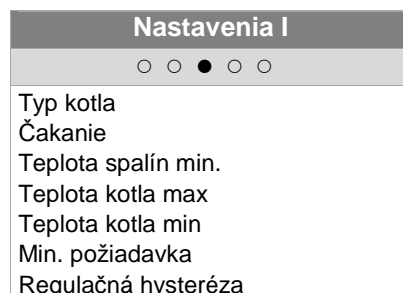 Nastavenia I
○ ○ ● ○ ○
Typ kotla
Čakanie
Teplota spalín min.
Teplota kotla max
Teplota kotla min
Min. požiadavka
Regulačná hysteréza